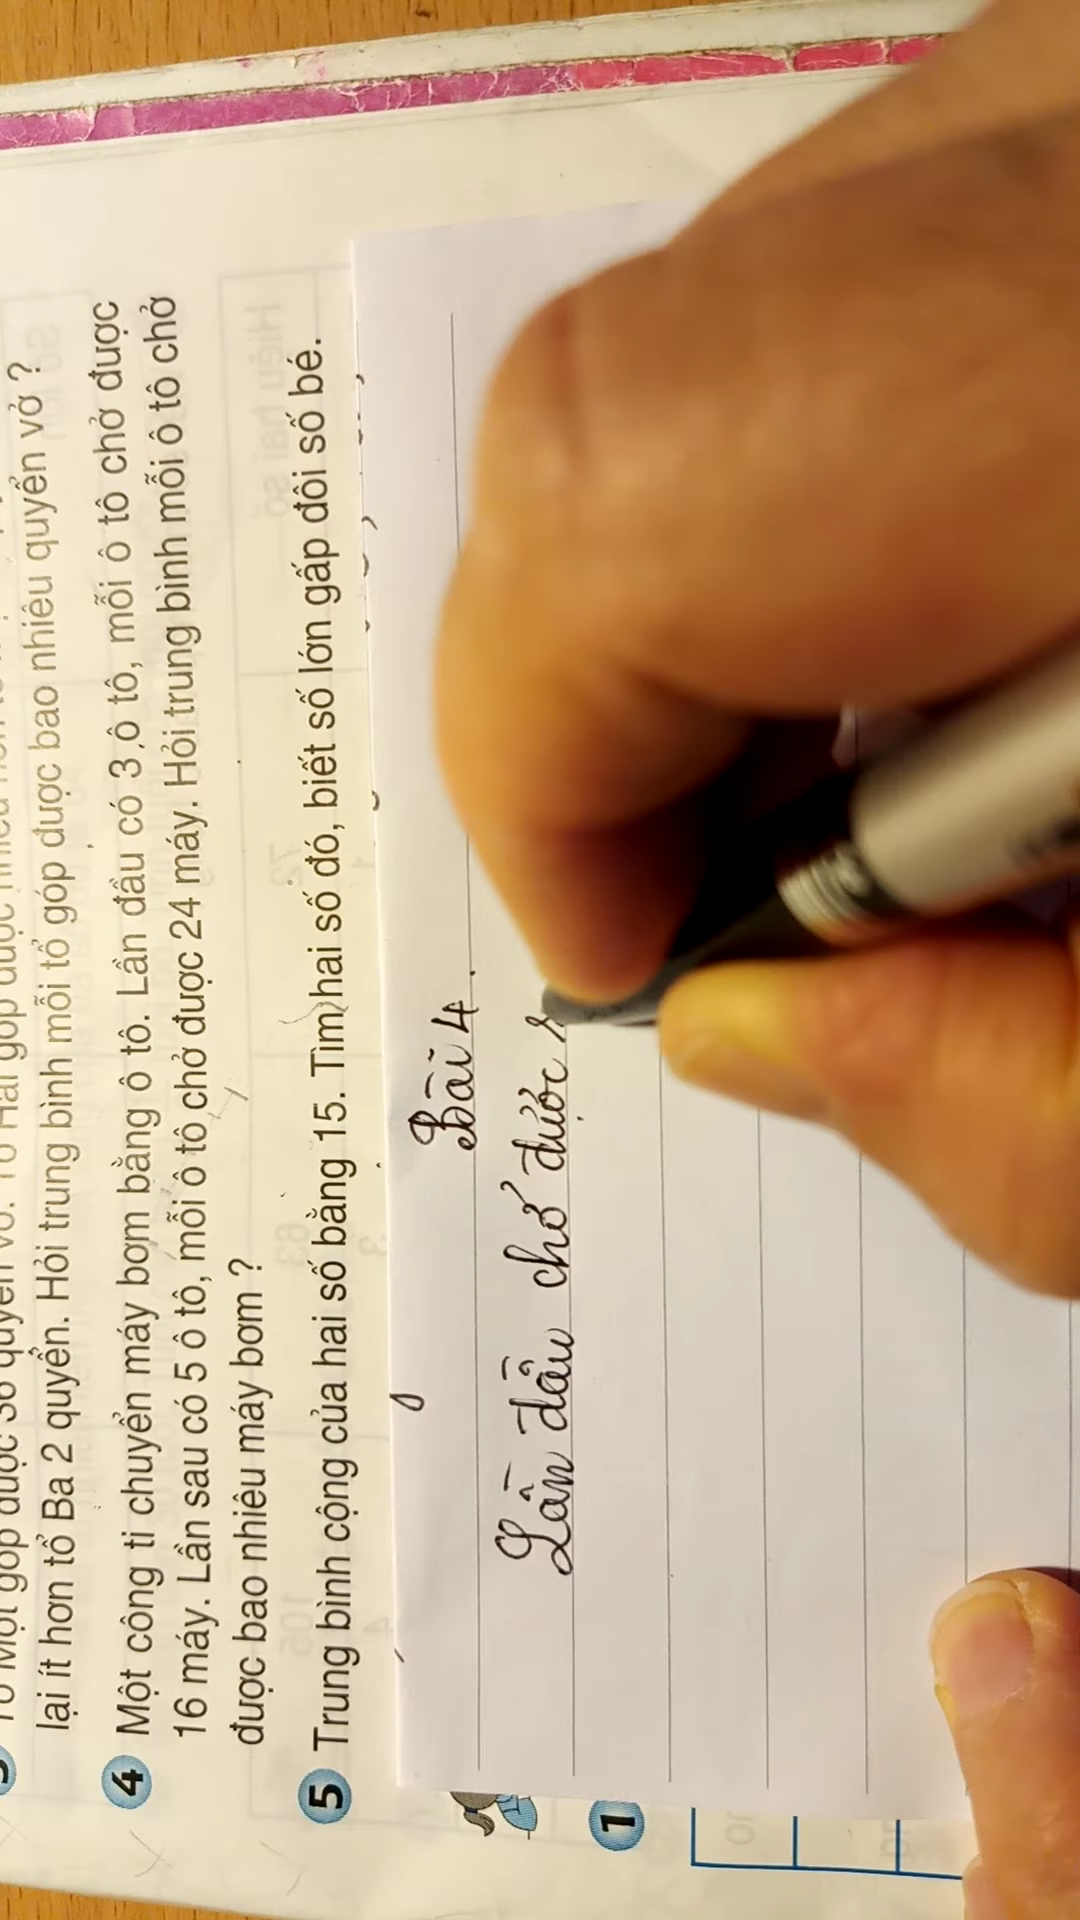 lại ít hơn tổ Ba 2 quyển. Hỏi trung bình mỗi tổ góp được bao nhiêu quyển vở ?
4 Một công ti chuyển máy bơm bằng ô tô. Lần đầu có 3 ô tô, mỗi ô tô chở được
16 máy. Lần sau có 5 ô tô, mỗi ô tô chở được 24 máy. Hỏi trung bình mỗi ô tô chở
được bao nhiêu máy bơm ?
5 Trung bình cộng của hai số bằng 15. Tìm hai số đó, biết số lớn gấp đôi số bé.
Bài 4.
Lần đầu chở được
1